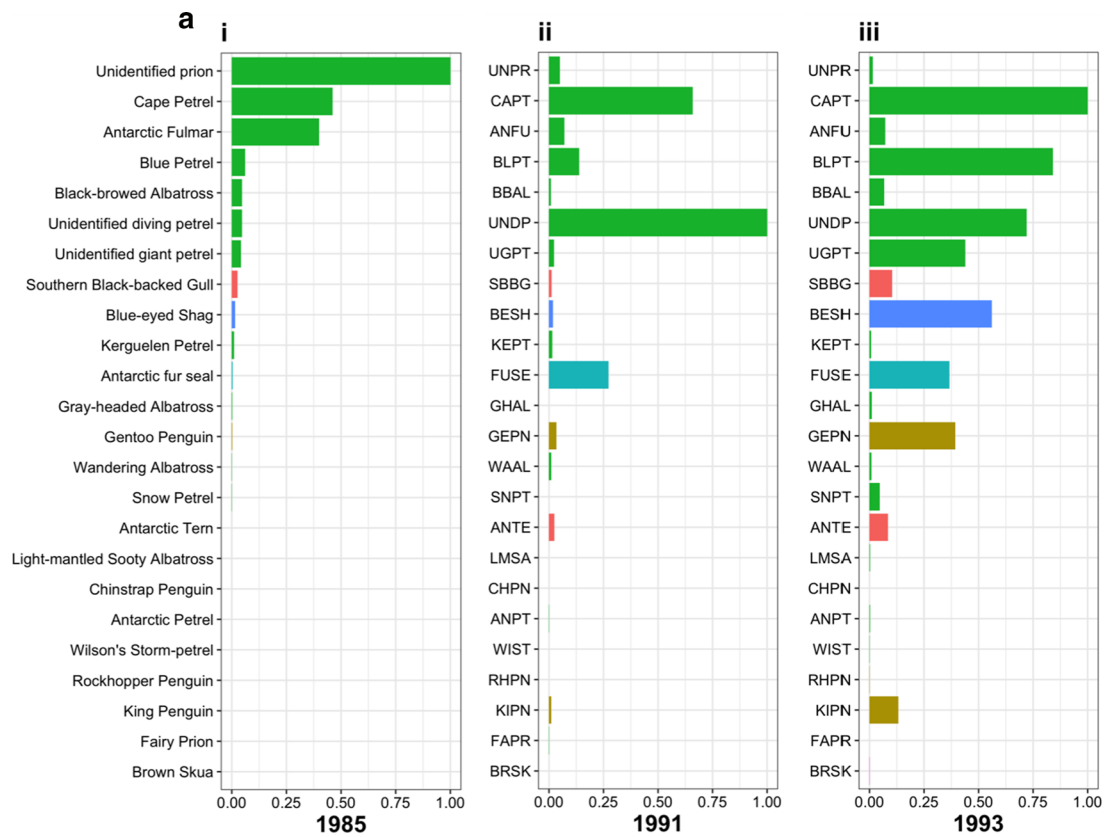 a
i
ii
iii
Unidentified prion
Cape Petrel
Antarctic Fulmar
Blue Petrel
Black-browed Albatross
Unidentified diving petrel
Unidentified giant petrel
Southern Black-backed Gull
Blue-eyed Shag
Kerguelen Petrel
Antarctic fur seal
Gray-headed Albatross
Gentoo Penguin
Wandering Albatross
Snow Petrel
Antarctic Tern
Light-mantled Sooty Albatross
Chinstrap Penguin
Antarctic Petrel
Wilson's Storm-petrel
Rockhopper Penguin
King Penguin
Fairy Prion
Brown Skua
0.00 0.25 0.50 0.75 1.00
1985
UNPR
CAPT
ANFU
BLPT
BBAL
UNDP
UGPT
SBBG
BESH
KEPT
FUSE
GHAL
GEPN
WAAL
SNPT
ANTE
LMSA
CHPN
ANPT
WIST
RHPN
KIPN
FAPR
BRSK
0.00 0.25 0.50 0.75 1.00
1991
UNPR
CAPT
ANFU
BLPT
BBAL
UNDP
UGPT
SBBG
BESH
KEPT
FUSE
GHAL
GEPN
WAAL
SNPT
ANTE
LMSA
CHPN
ANPT
WIST
RHPN
KIPN
FAPR
BRSK
0.00 0.25 0.50 0.75 1.00
1993